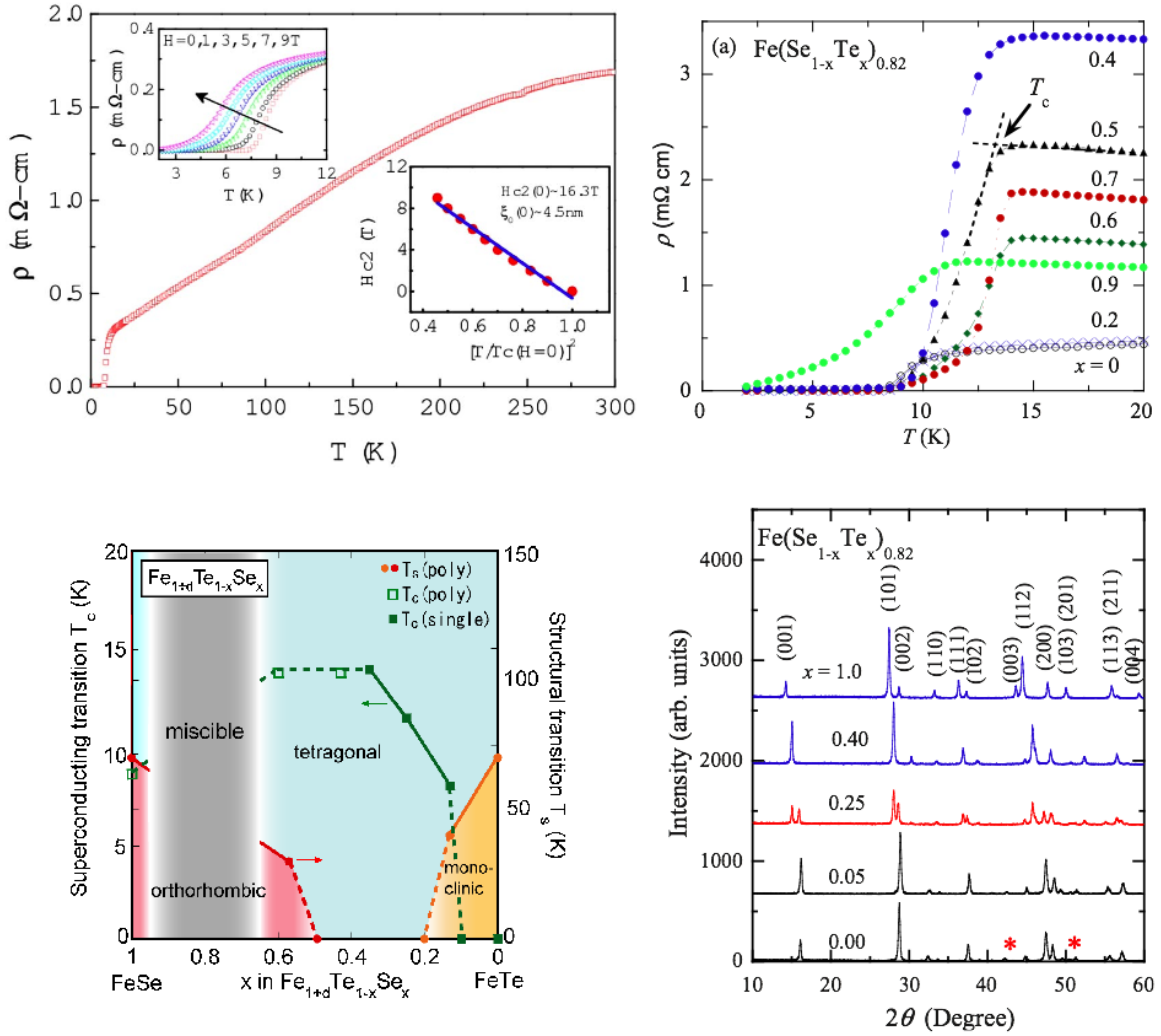 2.0
1.5
1.0
0.5
0.0
0
50
100
150
200
250
300
ρ (mΩ-cm)
T (K)
H=0,1,3,5,7,9T
0.4
0.2
0.0
3
6
9
12
ρ (mΩ-cm)
T(K)
12
8
4
0
0.4
0.6
0.8
1.0
Hc2 (T)
Hc2(0)~16.3T
ξ₀(0)~4.5nm
[T/Tc(H=0)]²
(a) Fe(Se₁₋ₓTeₓ)₀.₈₂
3
2
1
0
0
5
10
15
20
ρ (mΩ cm)
T (K)
T_c
0.4
0.5
0.7
0.6
0.9
0.2
x = 0
Fe₁₊dTe₁₋ₓSeₓ
T_s(poly)
T_c(poly)
T_c(single)
20
14
10
5
0
150
100
50
0
Superconducting transition T_c (K)
Structural transition T_s (K)
miscible
tetragonal
orthorhombic
mono-
clinic
1
0.8
0.6
0.4
0.2
0
FeSe
x in Fe₁₊dTe₁₋ₓSeₓ
FeTe
Fe(Se₁₋ₓTeₓ)₀.₈₂
4000
3000
2000
1000
0
10
20
30
40
50
60
Intensity (arb. units)
2θ (Degree)
(001)
(101)
(002)
(110)
(111)
(102)
(003)
(112)
(200)
(103)
(201)
(113)
(211)
(004)
x = 1.0
0.40
0.25
0.05
0.00
*
*